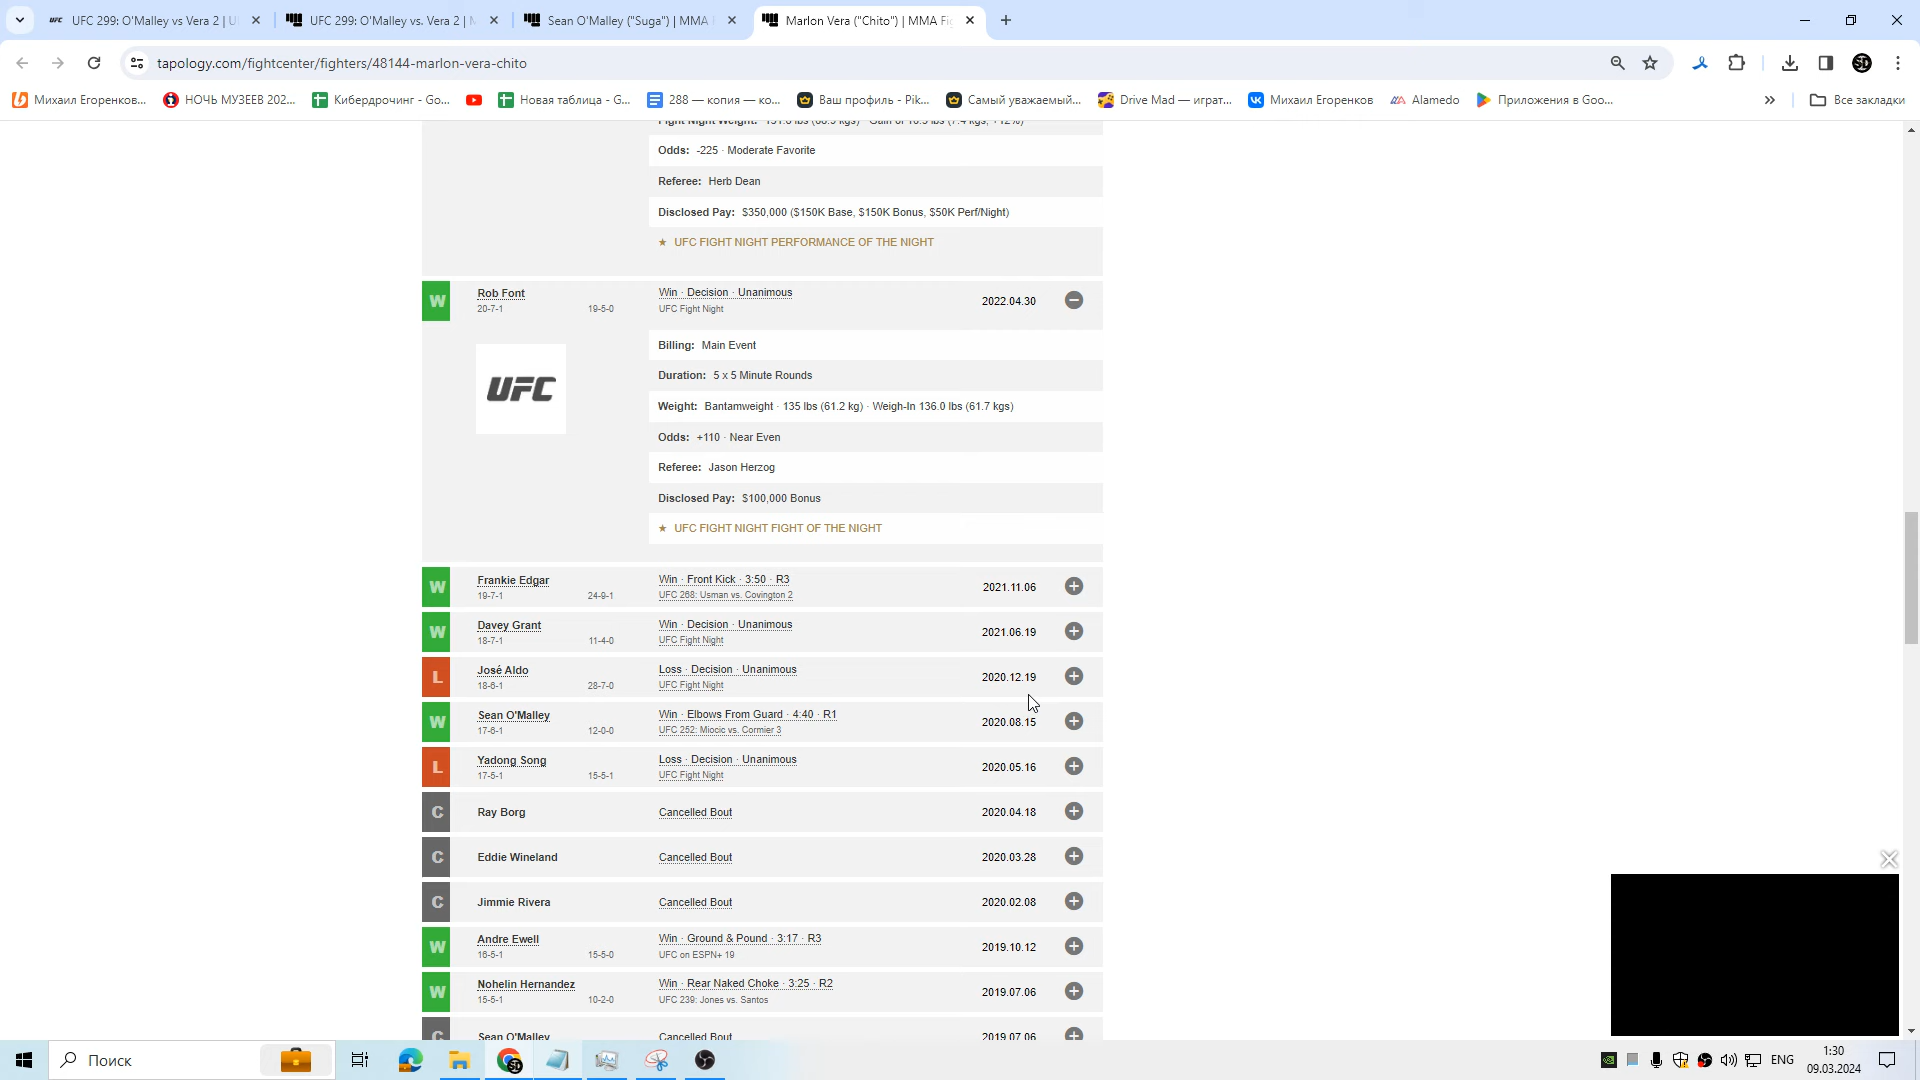 UFC 299: O'Malley vs Vera 2 | U
UFC 299: O'Malley vs. Vera 2 | M
Sean O'Malley ("Suga") | MMA F
Marlon Vera ("Chito") | MMA Fi
tapology.com/fightcenter/fighters/48144-marlon-vera-chito
Михаил Егоренков...
НОЧЬ МУЗЕЕВ 202...
Кибердрочинг - Go...
Новая таблица - G...
288 — копия — ко...
Ваш профиль - Pik...
Самый уважаемый...
Drive Mad — играт...
Михаил Егоренков
Alamedo
Приложения в Goo...
»
Все закладки
Odds: -225 · Moderate Favorite
Referee: Herb Dean
Disclosed Pay: $350,000 ($150K Base, $150K Bonus, $50K Perf/Night)
★ UFC FIGHT NIGHT PERFORMANCE OF THE NIGHT
W Rob Font Win · Decision · Unanimous 2022.04.30
20-7-1 19-5-0 UFC Fight Night
UFC
Billing: Main Event
Duration: 5 x 5 Minute Rounds
Weight: Bantamweight · 135 lbs (61.2 kg) · Weigh-In 136.0 lbs (61.7 kgs)
Odds: +110 · Near Even
Referee: Jason Herzog
Disclosed Pay: $100,000 Bonus
★ UFC FIGHT NIGHT FIGHT OF THE NIGHT
W Frankie Edgar Win · Front Kick · 3:50 · R3 2021.11.06
19-7-1 24-9-1 UFC 268: Usman vs. Covington 2
W Davey Grant Win · Decision · Unanimous 2021.06.19
18-7-1 11-4-0 UFC Fight Night
L José Aldo Loss · Decision · Unanimous 2020.12.19
18-6-1 28-7-0 UFC Fight Night
W Sean O'Malley Win · Elbows From Guard · 4:40 · R1 2020.08.15
17-6-1 12-0-0 UFC 252: Miocic vs. Cormier 3
L Yadong Song Loss · Decision · Unanimous 2020.05.16
17-5-1 15-5-1 UFC Fight Night
C Ray Borg Cancelled Bout 2020.04.18
C Eddie Wineland Cancelled Bout 2020.03.28
C Jimmie Rivera Cancelled Bout 2020.02.08
W Andre Ewell Win · Ground & Pound · 3:17 · R3 2019.10.12
16-5-1 15-5-0 UFC on ESPN+ 19
W Nohelin Hernandez Win · Rear Naked Choke · 3:25 · R2 2019.07.06
15-5-1 10-2-0 UFC 239: Jones vs. Santos
C Sean O'Malley Cancelled Bout 2019.07.06
Поиск
ENG
1:30
09.03.2024